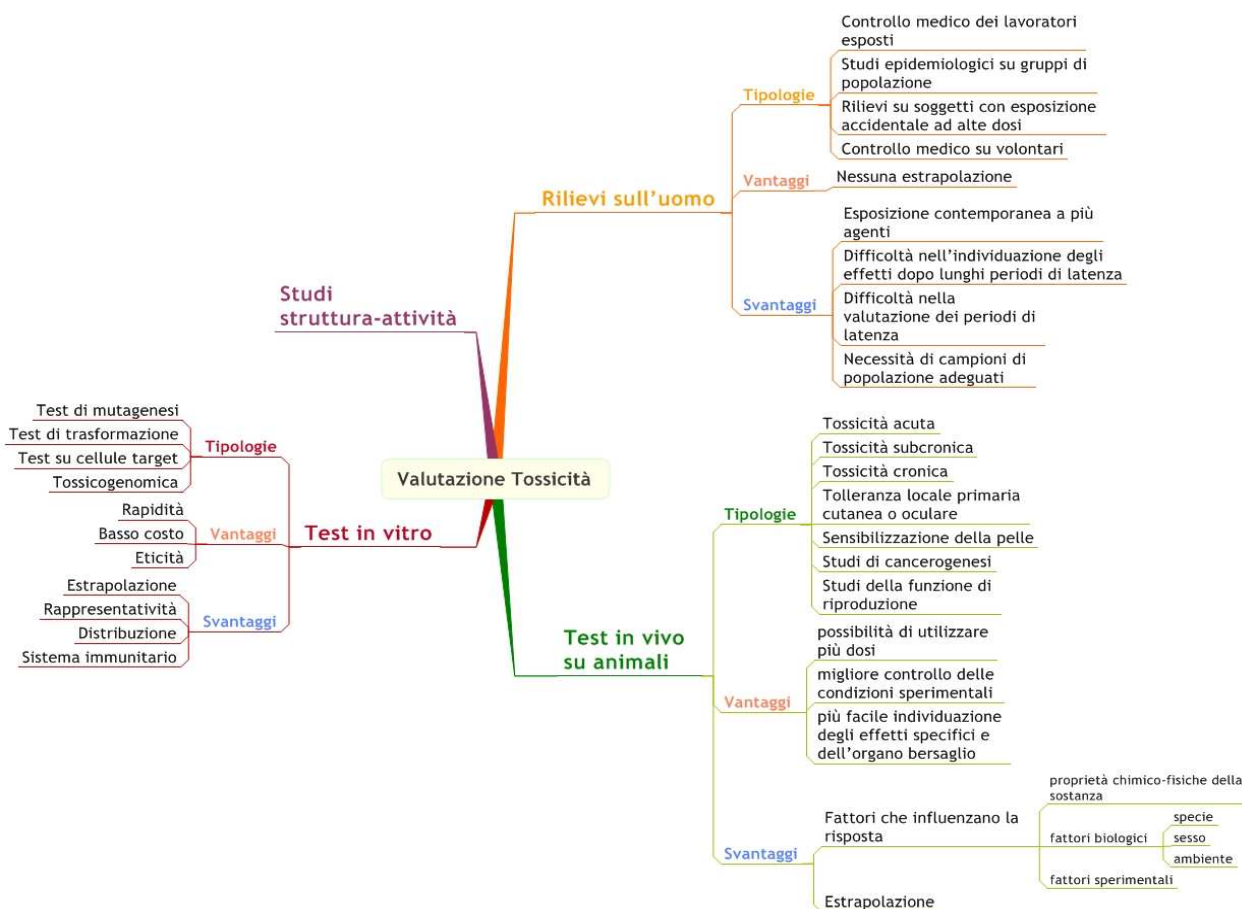 Valutazione Tossicità
Rilievi sull'uomo
Tipologie
Controllo medico dei lavoratori
esposti
Studi epidemiologici su gruppi di
popolazione
Rilievi su soggetti con esposizione
accidentale ad alte dosi
Controllo medico su volontari
Vantaggi
Nessuna estrapolazione
Svantaggi
Esposizione contemporanea a più
agenti
Difficoltà nell'individuazione degli
effetti dopo lunghi periodi di latenza
Difficoltà nella
valutazione dei periodi di
latenza
Necessità di campioni di
popolazione adeguati
Studi
struttura-attività
Test in vitro
Tipologie
Test di mutagenesi
Test di trasformazione
Test su cellule target
Tossicogenomica
Vantaggi
Rapidità
Basso costo
Eticità
Svantaggi
Estrapolazione
Rappresentatività
Distribuzione
Sistema immunitario
Test in vivo
su animali
Tipologie
Tossicità acuta
Tossicità subcronica
Tossicità cronica
Tolleranza locale primaria
cutanea o oculare
Sensibilizzazione della pelle
Studi di cancerogenesi
Studi della funzione di
riproduzione
Vantaggi
possibilità di utilizzare
più dosi
migliore controllo delle
condizioni sperimentali
più facile individuazione
degli effetti specifici e
dell'organo bersaglio
Svantaggi
Fattori che influenzano la
risposta
proprietà chimico-fisiche della
sostanza
fattori biologici
specie
sesso
ambiente
fattori sperimentali
Estrapolazione